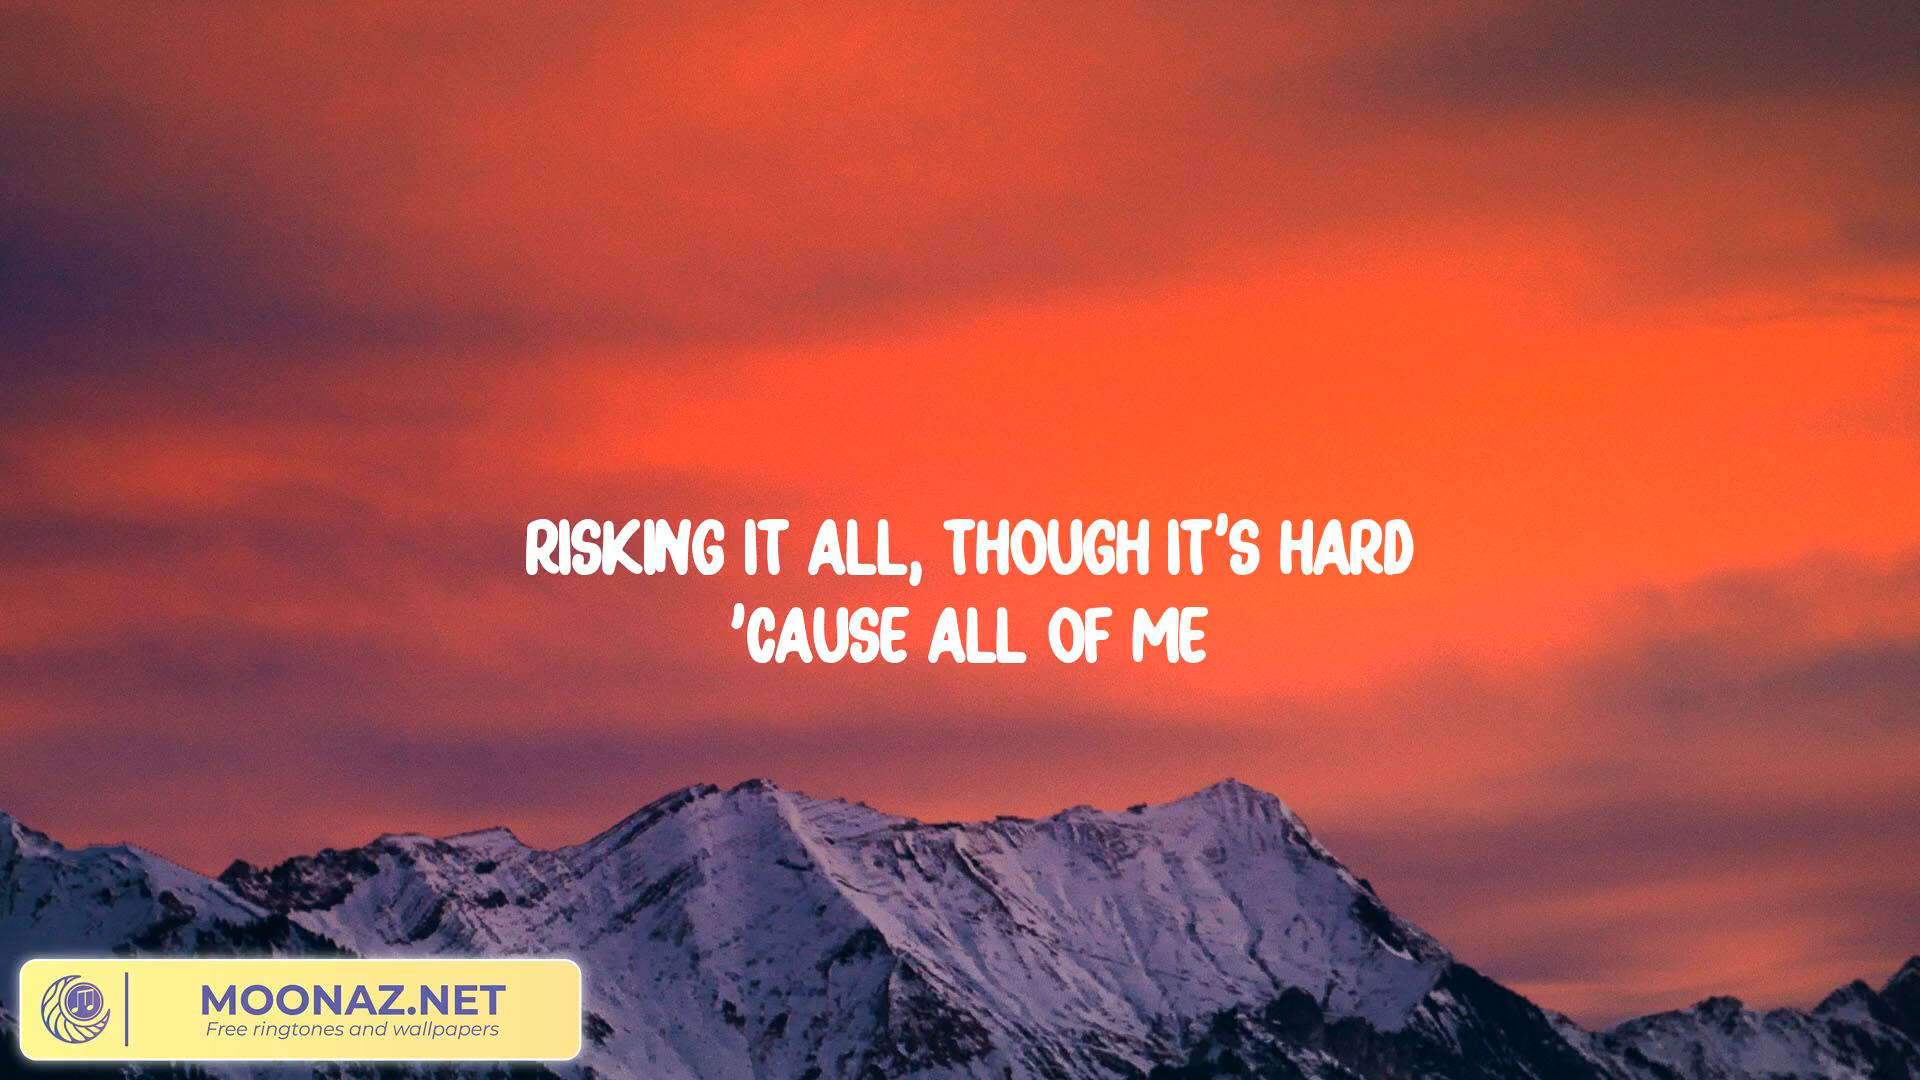 RISKING IT ALL, THOUGH IT'S HARD
'CAUSE ALL OF ME
MOONAZ.NET
Free ringtones and wallpapers